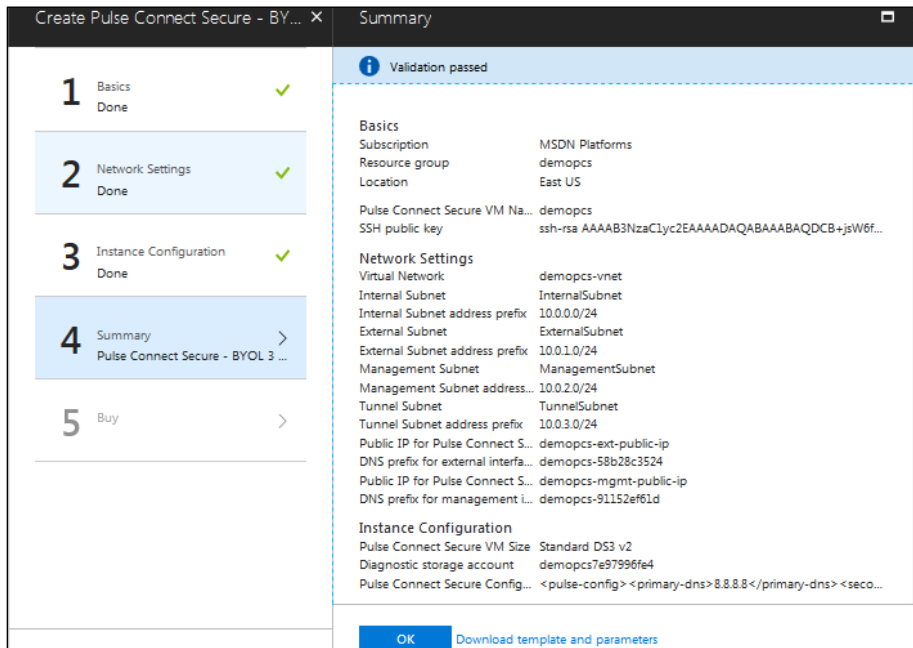 Create Pulse Connect Secure - BY... ×
1 Basics
Done
2 Network Settings
Done
3 Instance Configuration
Done
4 Summary
Pulse Connect Secure - BYOL 3 ...
5 Buy
Summary
Validation passed
Basics
Subscription MSDN Platforms
Resource group demopcs
Location East US
Pulse Connect Secure VM Na... demopcs
SSH public key ssh-rsa AAAAB3NzaC1yc2EAAAADAQABAAABAQDCB+jsW6f...
Network Settings
Virtual Network demopcs-vnet
Internal Subnet InternalSubnet
Internal Subnet address prefix 10.0.0.0/24
External Subnet ExternalSubnet
External Subnet address prefix 10.0.1.0/24
Management Subnet ManagementSubnet
Management Subnet address... 10.0.2.0/24
Tunnel Subnet TunnelSubnet
Tunnel Subnet address prefix 10.0.3.0/24
Public IP for Pulse Connect S... demopcs-ext-public-ip
DNS prefix for external interfa... demopcs-58b28c3524
Public IP for Pulse Connect S... demopcs-mgmt-public-ip
DNS prefix for management i... demopcs-91152ef61d
Instance Configuration
Pulse Connect Secure VM Size Standard DS3 v2
Diagnostic storage account demopcs7e97996fe4
Pulse Connect Secure Config... <pulse-config><primary-dns>8.8.8.8</primary-dns><seco...
OK Download template and parameters